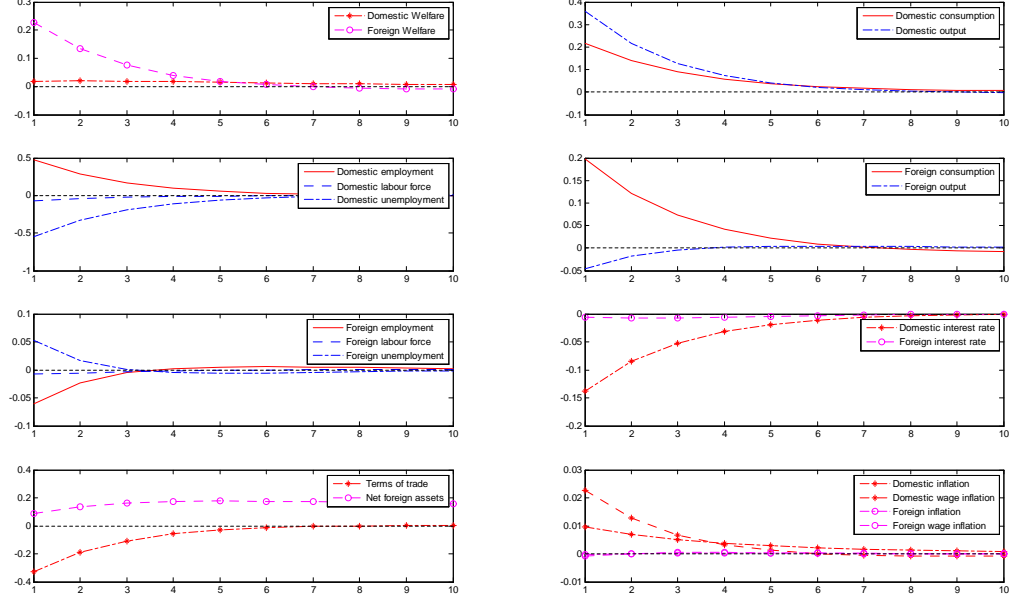 0.3
0.2
0.1
0
-0.1
1 2 3 4 5 6 7 8 9 10
Domestic Welfare
Foreign Welfare
0.4
0.3
0.2
0.1
0
-0.1
1 2 3 4 5 6 7 8 9 10
Domestic consumption
Domestic output
0.5
0
-0.5
-1
1 2 3 4 5 6 7 8 9 10
Domestic employment
Domestic labour force
Domestic unemployment
0.2
0.15
0.1
0.05
0
-0.05
1 2 3 4 5 6 7 8 9 10
Foreign consumption
Foreign output
0.1
0.05
0
-0.05
-0.1
1 2 3 4 5 6 7 8 9 10
Foreign employment
Foreign labour force
Foreign unemployment
0
-0.05
-0.1
-0.15
-0.2
1 2 3 4 5 6 7 8 9 10
Domestic interest rate
Foreign interest rate
0.4
0.2
0
-0.2
-0.4
1 2 3 4 5 6 7 8 9 10
Terms of trade
Net foreign assets
0.03
0.02
0.01
0
-0.01
1 2 3 4 5 6 7 8 9 10
Domestic inflation
Domestic wage inflation
Foreign inflation
Foreign wage inflation